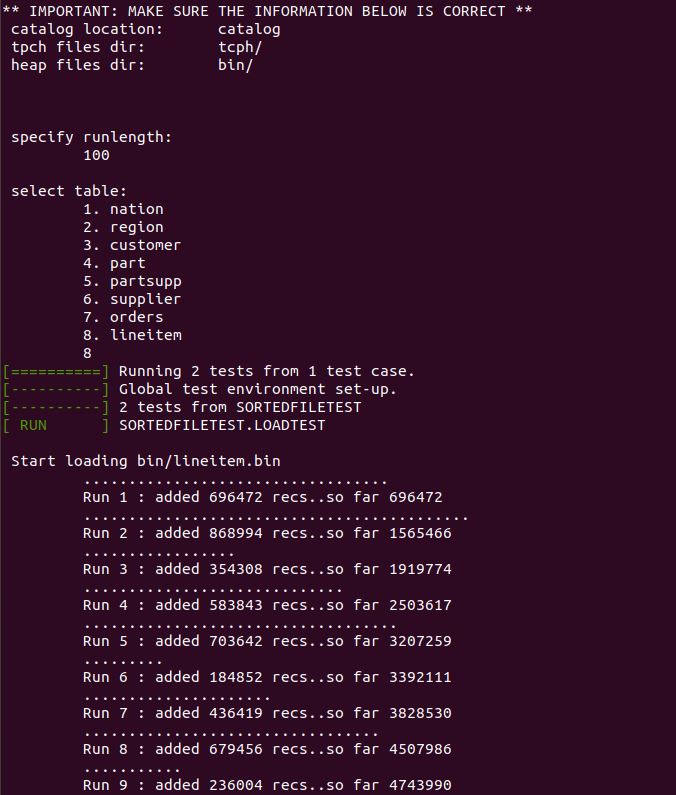 ** IMPORTANT: MAKE SURE THE INFORMATION BELOW IS CORRECT **
catalog location:      catalog
tpch files dir:        tcph/
heap files dir:        bin/
specify runlength:
100
select table:
1. nation
2. region
3. customer
4. part
5. partsupp
6. supplier
7. orders
8. lineitem
8
[==========] Running 2 tests from 1 test case.
[----------] Global test environment set-up.
[----------] 2 tests from SORTEDFILETEST
[ RUN      ] SORTEDFILETEST.LOADTEST
Start loading bin/lineitem.bin
..................................
Run 1 : added 696472 recs..so far 696472
...........................................
Run 2 : added 868994 recs..so far 1565466
.................
Run 3 : added 354308 recs..so far 1919774
.............................
Run 4 : added 583843 recs..so far 2503617
...................................
Run 5 : added 703642 recs..so far 3207259
.........
Run 6 : added 184852 recs..so far 3392111
.....................
Run 7 : added 436419 recs..so far 3828530
.................................
Run 8 : added 679456 recs..so far 4507986
...........
Run 9 : added 236004 recs..so far 4743990